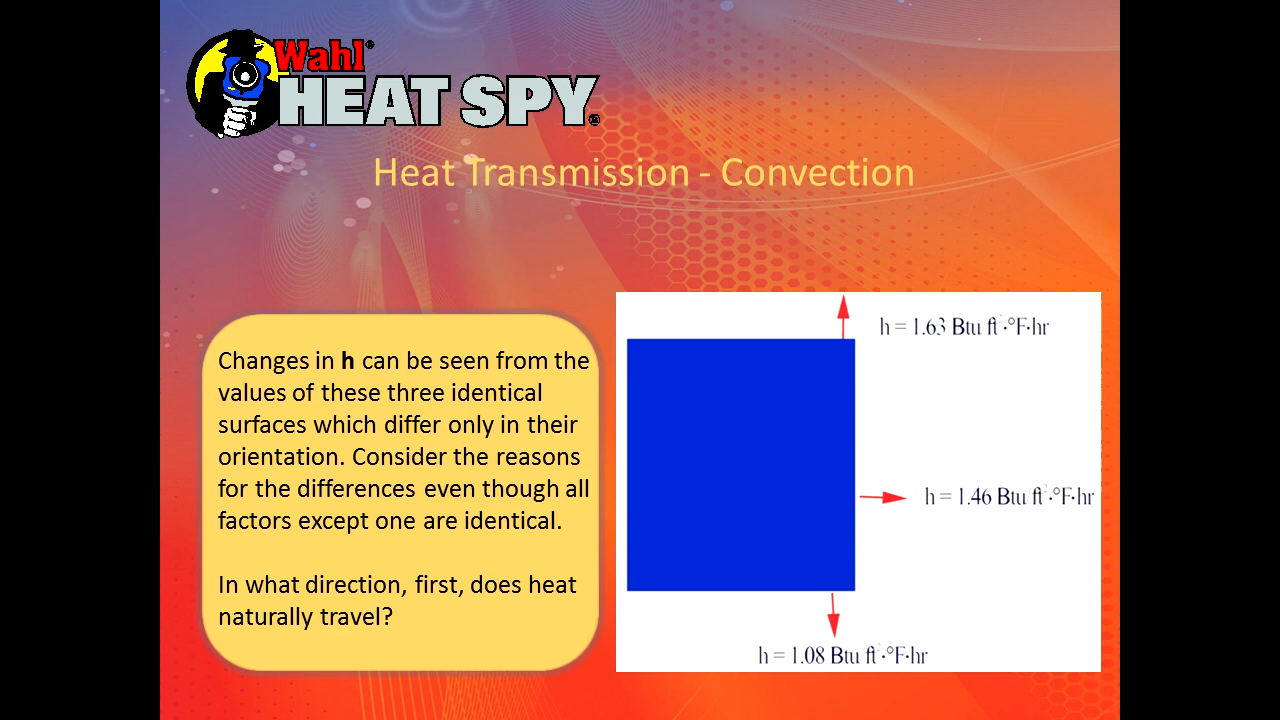 Wahl®
HEAT SPY®
Heat Transmission - Convection
Changes in h can be seen from the
values of these three identical
surfaces which differ only in their
orientation. Consider the reasons
for the differences even though all
factors except one are identical.
In what direction, first, does heat
naturally travel?
h = 1.63 Btu ft²·°F·hr
h = 1.46 Btu ft²·°F·hr
h = 1.08 Btu ft²·°F·hr